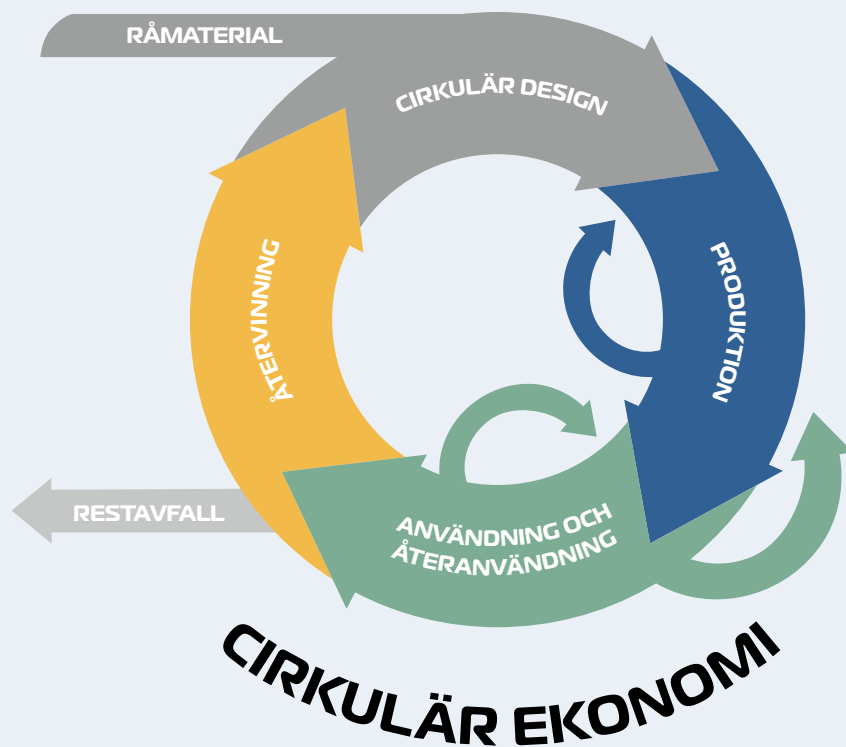 RÅMATERIAL
CIRKULÄR DESIGN
PRODUKTION
ÅTERVINNING
RESTAVFALL
ANVÄNDNING OCH
ÅTERANVÄNDNING
CIRKULÄR EKONOMI